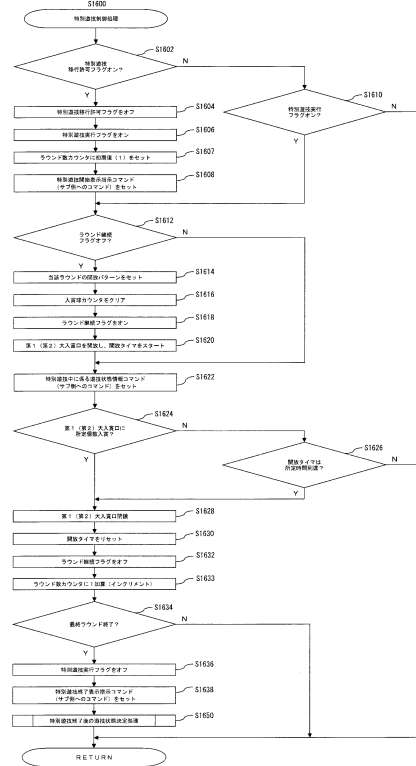 S1600
特別遊技制御処理
S1602
特別遊技
移行許可フラグオン？
N
Y
S1604
特別遊技移行許可フラグをオフ
S1606
特別遊技実行フラグをオン
S1607
ラウンド数カウンタに初期値（1）をセット
S1608
特別遊技開始表示指示コマンド
（サブ側へのコマンド）をセット
S1610
特別遊技実行
フラグオン？
N
Y
S1612
ラウンド継続
フラグオフ？
N
Y
S1614
当該ラウンドの開放パターンをセット
S1616
入賞球カウンタをクリア
S1618
ラウンド継続フラグをオン
S1620
第1（第2）大入賞口を開放し、開放タイマをスタート
S1622
特別遊技中に係る遊技状態情報コマンド
（サブ側へのコマンド）をセット
S1624
第1（第2）大入賞口に
所定個数入賞？
N
Y
S1626
開放タイマは
所定時間到達？
N
Y
S1628
第1（第2）大入賞口閉鎖
S1630
開放タイマをリセット
S1632
ラウンド継続フラグをオフ
S1633
ラウンド数カウンタに1加算（インクリメント）
S1634
最終ラウンド終了？
N
Y
S1636
特別遊技実行フラグをオフ
S1638
特別遊技終了表示指示コマンド
（サブ側へのコマンド）をセット
S1650
特別遊技終了後の遊技状態決定処理
RETURN